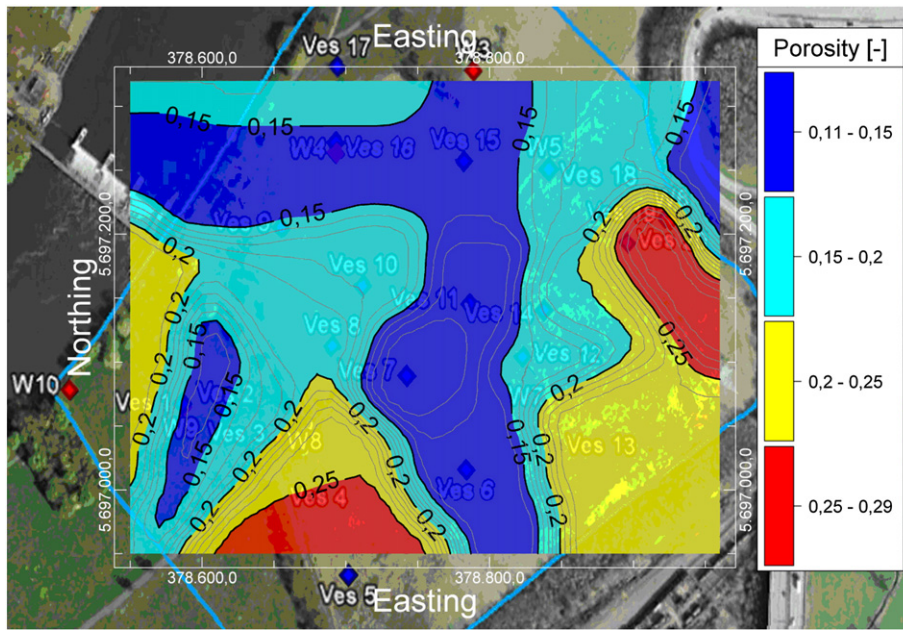 Easting
Ves 17
W3
378.600,0
378.800,0
Porosity [-]
0,11 - 0,15
0,15 - 0,2
0,2 - 0,25
0,25 - 0,29
0,15
0,15
0,15
W4
Ves 16
Ves 15
W5
Ves 18
Ves 9
0,15
0,2
0,2
5.697.200,0
5.697.200,0
0,2
Ves 10
Ves 11
Ves 14
Northing
0,2
0,15
Ves 8
Ves 7
Ves 12
0,25
W10
0,15
Ves 2
W7
0,2
0,2
0,2
W9
Ves 3
W8
Ves 13
0,15
0,2
0,15
0,2
0,2
0,25
Ves 4
Ves 6
0,2
0,2
0,2
5.697.000,0
5.697.000,0
378.600,0
378.800,0
Ves 5
Easting